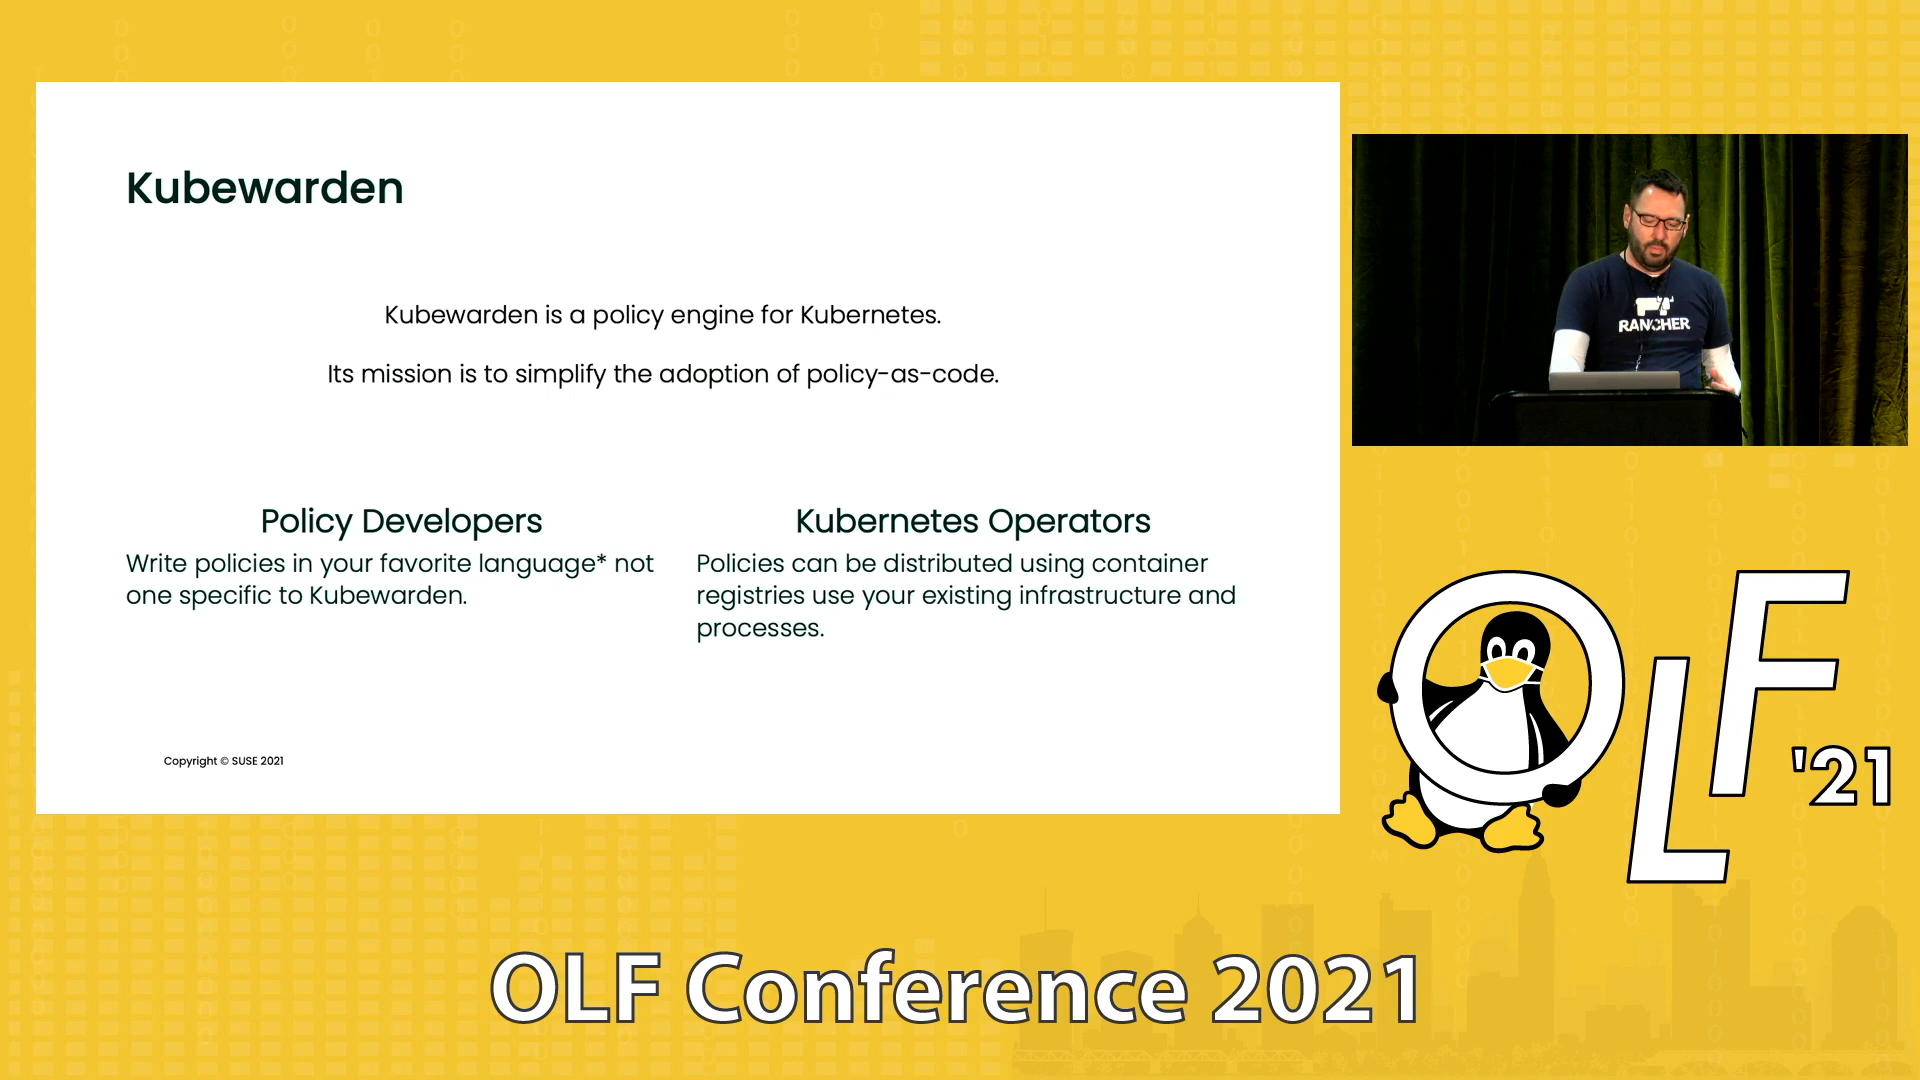 Kubewarden
Kubewarden is a policy engine for Kubernetes.
Its mission is to simplify the adoption of policy-as-code.
Policy Developers
Write policies in your favorite language* not
one specific to Kubewarden.
Kubernetes Operators
Policies can be distributed using container
registries use your existing infrastructure and
processes.
Copyright © SUSE 2021
RANCHER
OLF '21
OLF Conference 2021